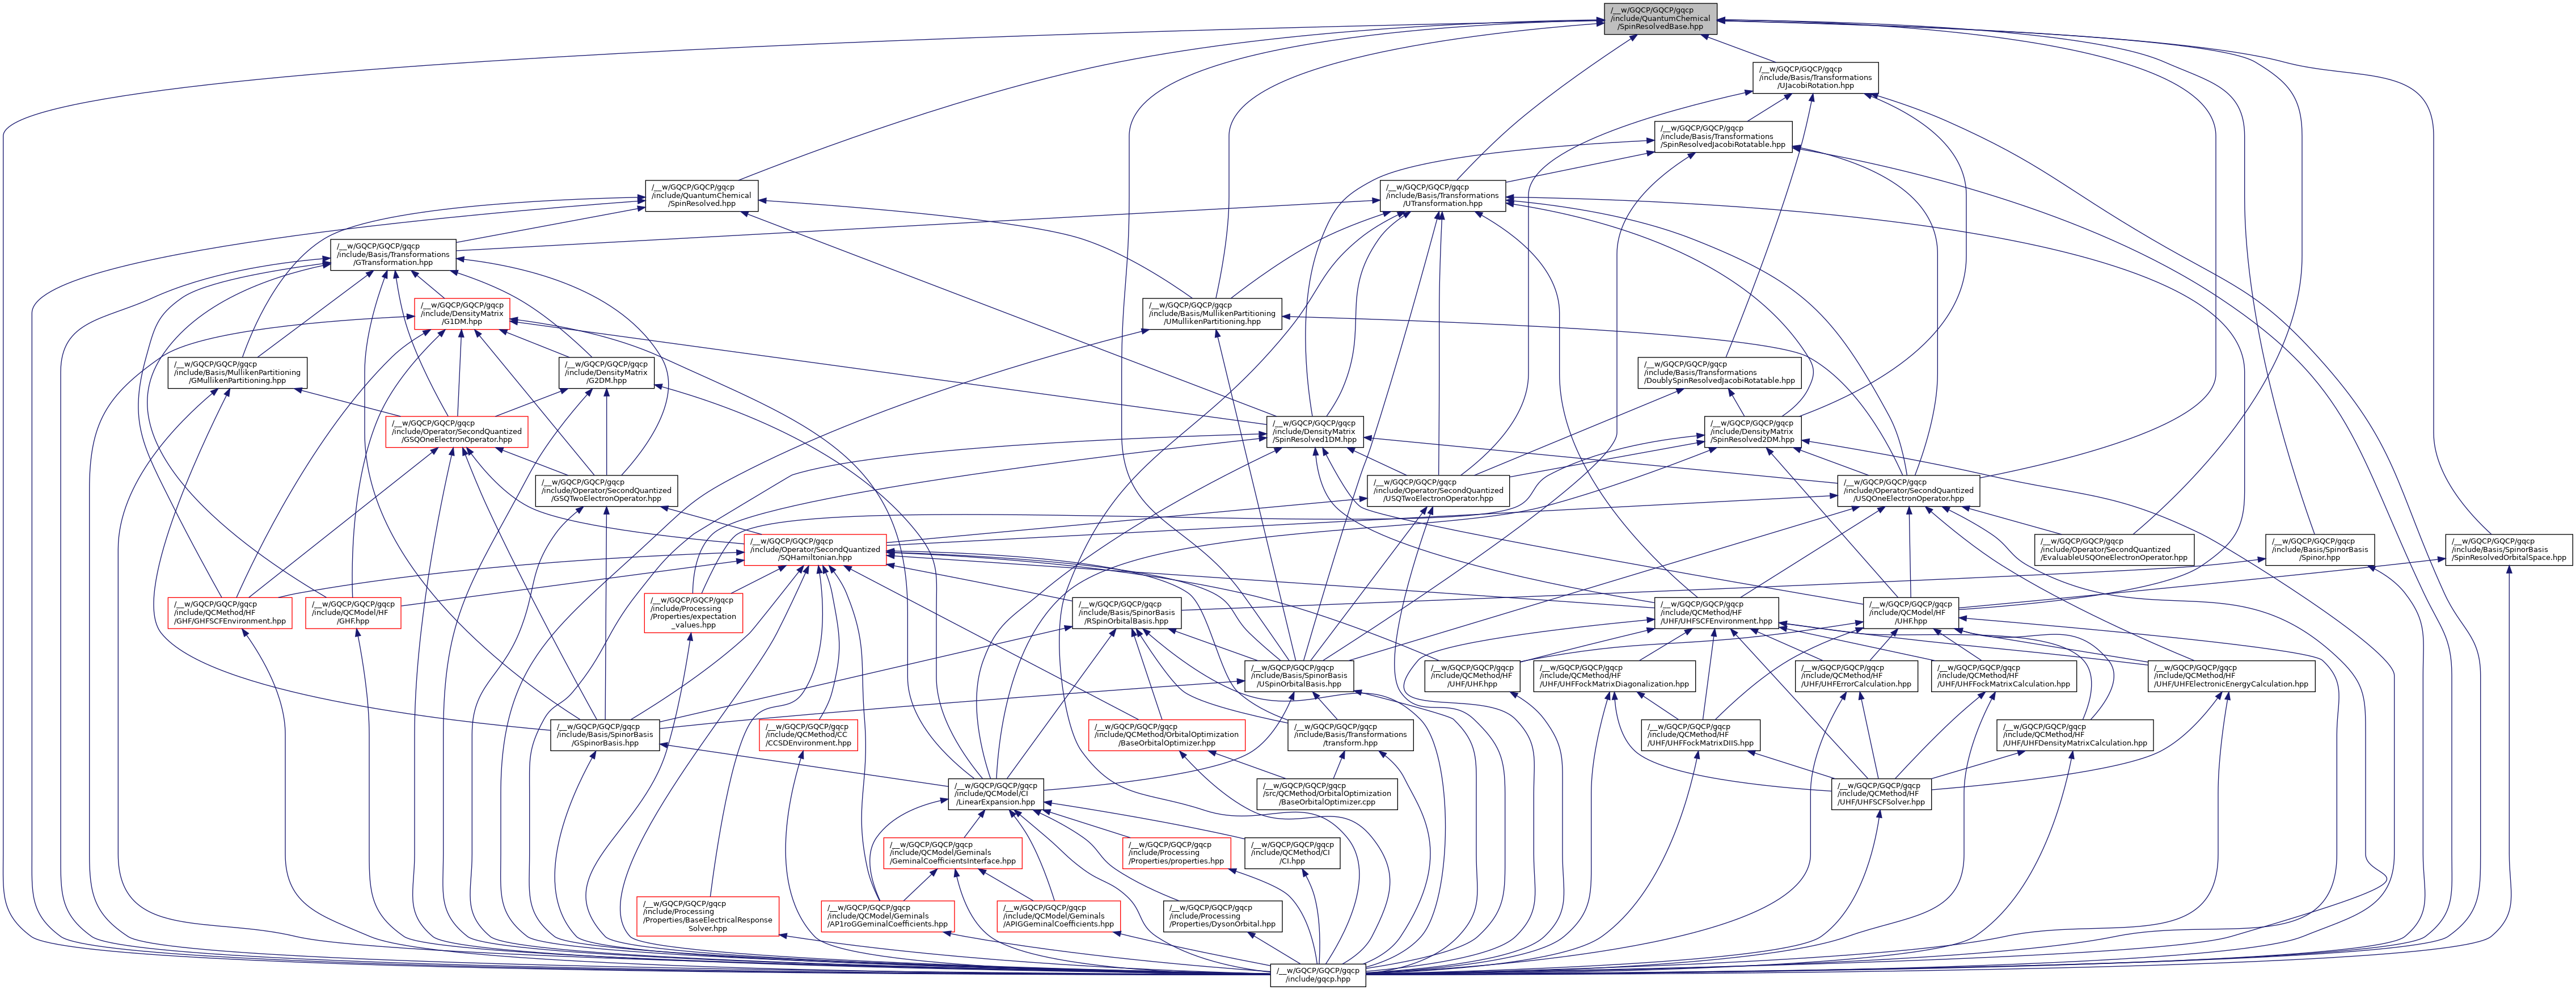 /__w/GQCP/GQCP/gqcp
/include/QuantumChemical
/SpinResolvedBase.hpp
/__w/GQCP/GQCP/gqcp
/include/Basis/Transformations
/UJacobiRotation.hpp
/__w/GQCP/GQCP/gqcp
/include/Basis/Transformations
/SpinResolvedJacobiRotatable.hpp
/__w/GQCP/GQCP/gqcp
/include/QuantumChemical
/SpinResolved.hpp
/__w/GQCP/GQCP/gqcp
/include/Basis/Transformations
/UTransformation.hpp
/__w/GQCP/GQCP/gqcp
/include/Basis/Transformations
/GTransformation.hpp
/__w/GQCP/GQCP/gqcp
/include/DensityMatrix
/G1DM.hpp
/__w/GQCP/GQCP/gqcp
/include/Basis/MullikenPartitioning
/UMullikenPartitioning.hpp
/__w/GQCP/GQCP/gqcp
/include/Basis/MullikenPartitioning
/GMullikenPartitioning.hpp
/__w/GQCP/GQCP/gqcp
/include/DensityMatrix
/G2DM.hpp
/__w/GQCP/GQCP/gqcp
/include/Basis/Transformations
/DoublySpinResolvedJacobiRotatable.hpp
/__w/GQCP/GQCP/gqcp
/include/Operator/SecondQuantized
/GSQOneElectronOperator.hpp
/__w/GQCP/GQCP/gqcp
/include/DensityMatrix
/SpinResolved1DM.hpp
/__w/GQCP/GQCP/gqcp
/include/DensityMatrix
/SpinResolved2DM.hpp
/__w/GQCP/GQCP/gqcp
/include/Operator/SecondQuantized
/GSQTwoElectronOperator.hpp
/__w/GQCP/GQCP/gqcp
/include/Operator/SecondQuantized
/USQTwoElectronOperator.hpp
/__w/GQCP/GQCP/gqcp
/include/Operator/SecondQuantized
/USQOneElectronOperator.hpp
/__w/GQCP/GQCP/gqcp
/include/Operator/SecondQuantized
/SQHamiltonian.hpp
/__w/GQCP/GQCP/gqcp
/include/Operator/SecondQuantized
/EvaluableUSQOneElectronOperator.hpp
/__w/GQCP/GQCP/gqcp
/include/Basis/SpinorBasis
/Spinor.hpp
/__w/GQCP/GQCP/gqcp
/include/Basis/SpinorBasis
/SpinResolvedOrbitalSpace.hpp
/__w/GQCP/GQCP/gqcp
/include/QCMethod/HF
/GHF/GHFSCFEnvironment.hpp
/__w/GQCP/GQCP/gqcp
/include/QCModel/HF
/GHF.hpp
/__w/GQCP/GQCP/gqcp
/include/Processing
/Properties/expectation
_values.hpp
/__w/GQCP/GQCP/gqcp
/include/Basis/SpinorBasis
/RSpinOrbitalBasis.hpp
/__w/GQCP/GQCP/gqcp
/include/QCMethod/HF
/UHF/UHFSCFEnvironment.hpp
/__w/GQCP/GQCP/gqcp
/include/QCModel/HF
/UHF.hpp
/__w/GQCP/GQCP/gqcp
/include/Basis/SpinorBasis
/USpinOrbitalBasis.hpp
/__w/GQCP/GQCP/gqcp
/include/QCMethod/HF
/UHF/UHF.hpp
/__w/GQCP/GQCP/gqcp
/include/QCMethod/HF
/UHF/UHFFockMatrixDiagonalization.hpp
/__w/GQCP/GQCP/gqcp
/include/QCMethod/HF
/UHF/UHFErrorCalculation.hpp
/__w/GQCP/GQCP/gqcp
/include/QCMethod/HF
/UHF/UHFFockMatrixCalculation.hpp
/__w/GQCP/GQCP/gqcp
/include/QCMethod/HF
/UHF/UHFElectronicEnergyCalculation.hpp
/__w/GQCP/GQCP/gqcp
/include/Basis/SpinorBasis
/GSpinorBasis.hpp
/__w/GQCP/GQCP/gqcp
/include/QCMethod/CC
/CCSDEnvironment.hpp
/__w/GQCP/GQCP/gqcp
/include/QCMethod/OrbitalOptimization
/BaseOrbitalOptimizer.hpp
/__w/GQCP/GQCP/gqcp
/include/Basis/Transformations
/transform.hpp
/__w/GQCP/GQCP/gqcp
/include/QCMethod/HF
/UHF/UHFFockMatrixDIIS.hpp
/__w/GQCP/GQCP/gqcp
/include/QCMethod/HF
/UHF/UHFDensityMatrixCalculation.hpp
/__w/GQCP/GQCP/gqcp
/include/QCModel/CI
/LinearExpansion.hpp
/__w/GQCP/GQCP/gqcp
/src/QCMethod/OrbitalOptimization
/BaseOrbitalOptimizer.cpp
/__w/GQCP/GQCP/gqcp
/include/QCMethod/HF
/UHF/UHFSCFSolver.hpp
/__w/GQCP/GQCP/gqcp
/include/QCModel/Geminals
/GeminalCoefficientsInterface.hpp
/__w/GQCP/GQCP/gqcp
/include/Processing
/Properties/properties.hpp
/__w/GQCP/GQCP/gqcp
/include/QCMethod/CI
/CI.hpp
/__w/GQCP/GQCP/gqcp
/include/Processing
/Properties/BaseElectricalResponse
Solver.hpp
/__w/GQCP/GQCP/gqcp
/include/QCModel/Geminals
/AP1roGGeminalCoefficients.hpp
/__w/GQCP/GQCP/gqcp
/include/QCModel/Geminals
/APIGGeminalCoefficients.hpp
/__w/GQCP/GQCP/gqcp
/include/Processing
/Properties/DysonOrbital.hpp
/__w/GQCP/GQCP/gqcp
/include/gqcp.hpp